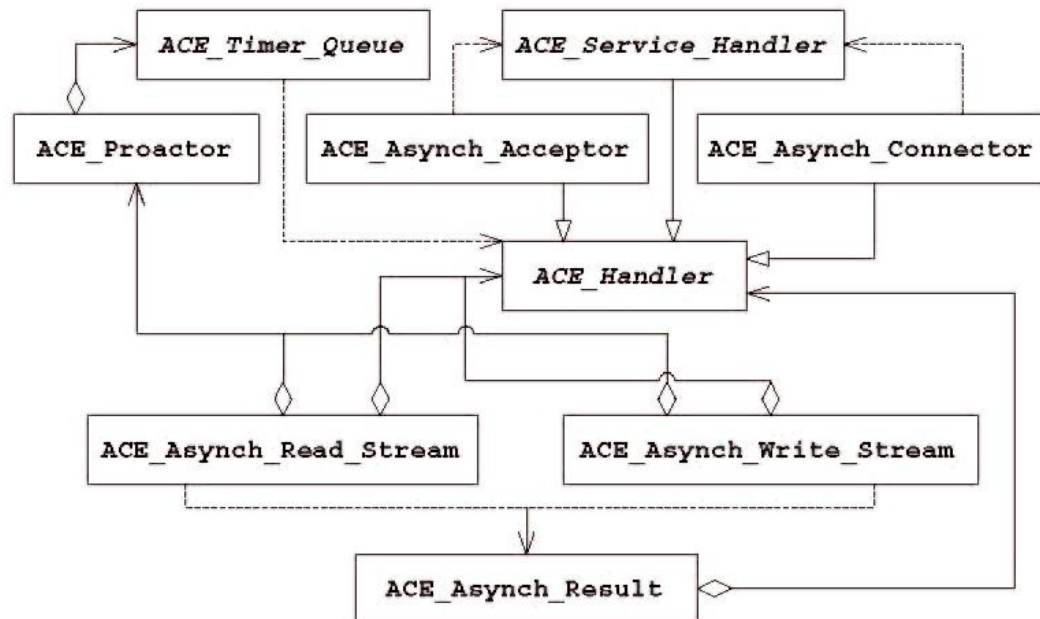 ACE_Timer_Queue
ACE_Service_Handler
ACE_Proactor
ACE_Asynch_Acceptor
ACE_Asynch_Connector
ACE_Handler
ACE_Asynch_Read_Stream
ACE_Asynch_Write_Stream
ACE_Asynch_Result